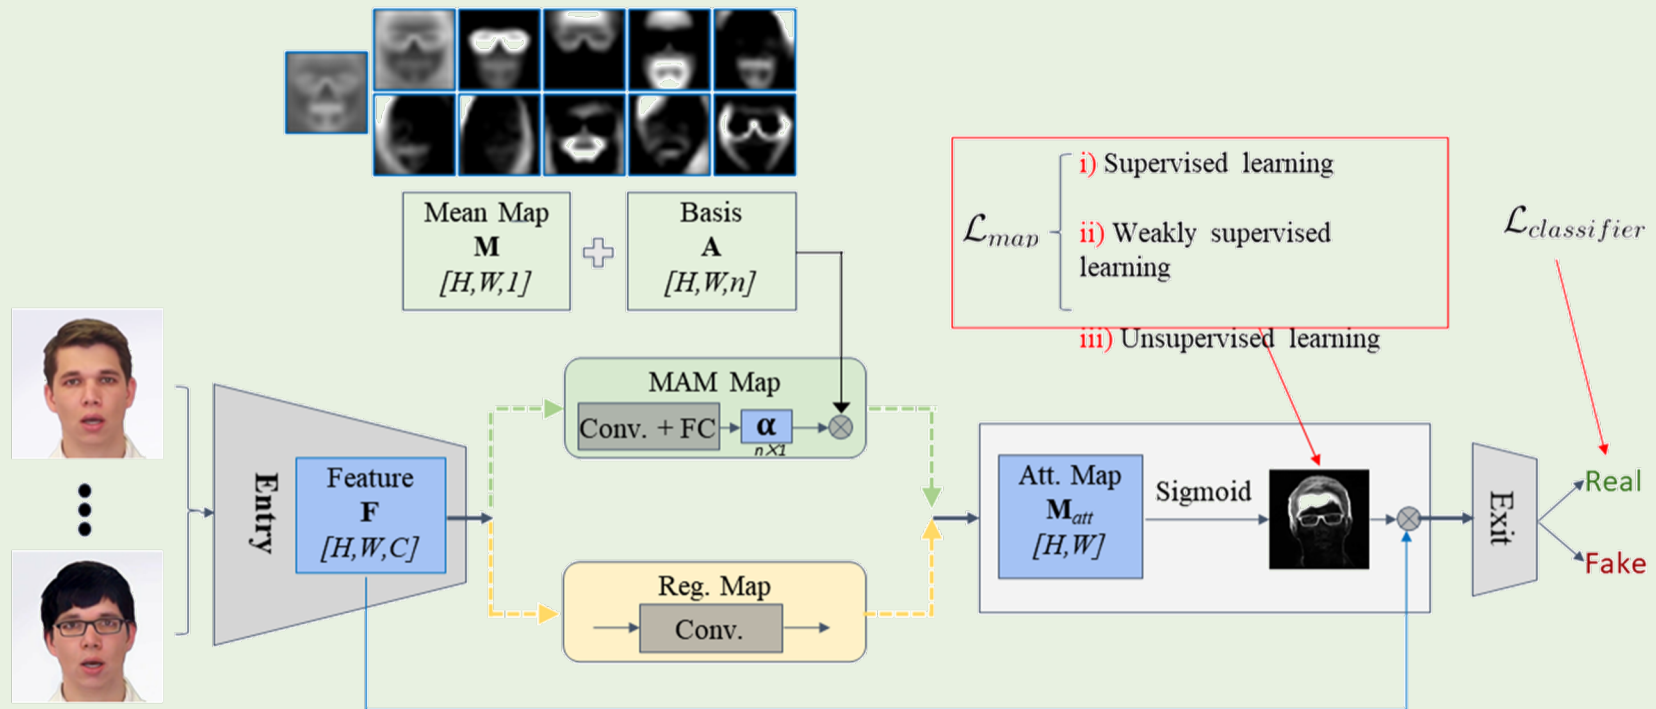 Mean Map
M
[H,W,1]
Basis
A
[H,W,n]
ℒmap
i) Supervised learning
ii) Weakly supervised
learning
iii) Unsupervised learning
ℒclassifier
Entry
Feature
F
[H,W,C]
MAM Map
Conv. + FC
α
n×1
Reg. Map
Conv.
Att. Map
Matt
[H,W]
Sigmoid
Exit
Real
Fake